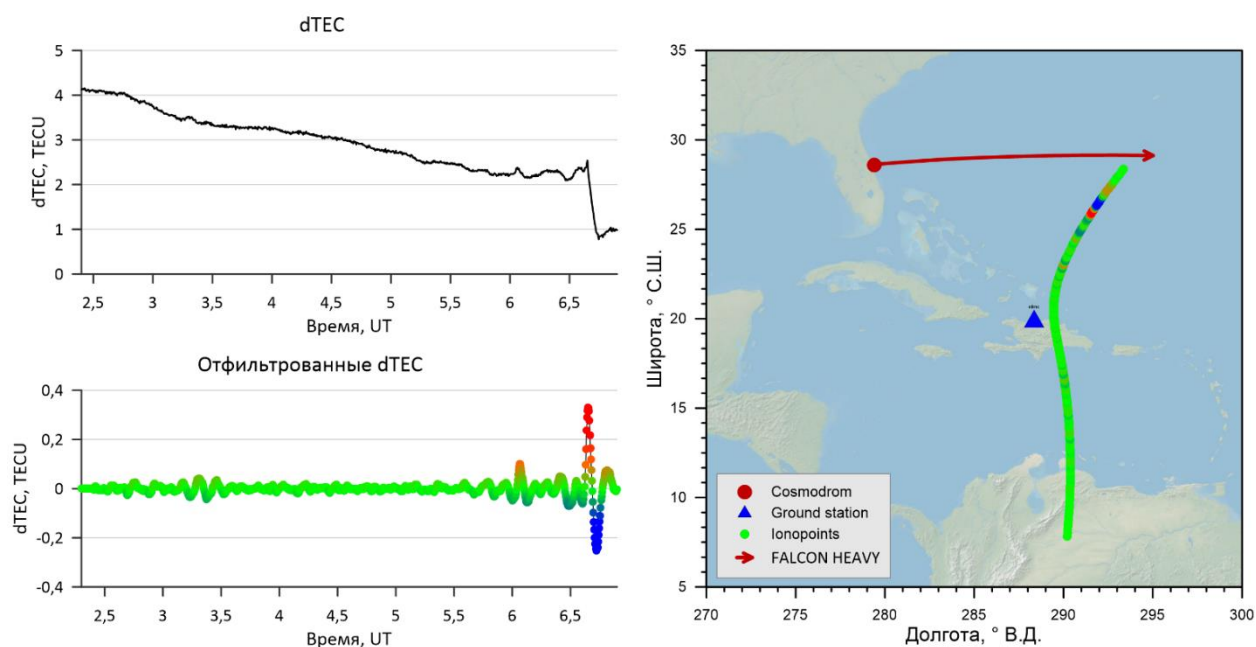 dTEC
dTEC, TECU
5
4
3
2
1
0
2,5 3 3,5 4 4,5 5 5,5 6 6,5
Время, UT
Отфильтрованные dTEC
dTEC, TECU
0,4
0,2
0
-0,2
-0,4
2,5 3 3,5 4 4,5 5 5,5 6 6,5
Время, UT
Широта, ° С.Ш.
35
30
25
20
15
10
5
Cosmodrom
Ground station
Ionopoints
FALCON HEAVY
270 275 280 285 290 295 300
Долгота, ° В.Д.